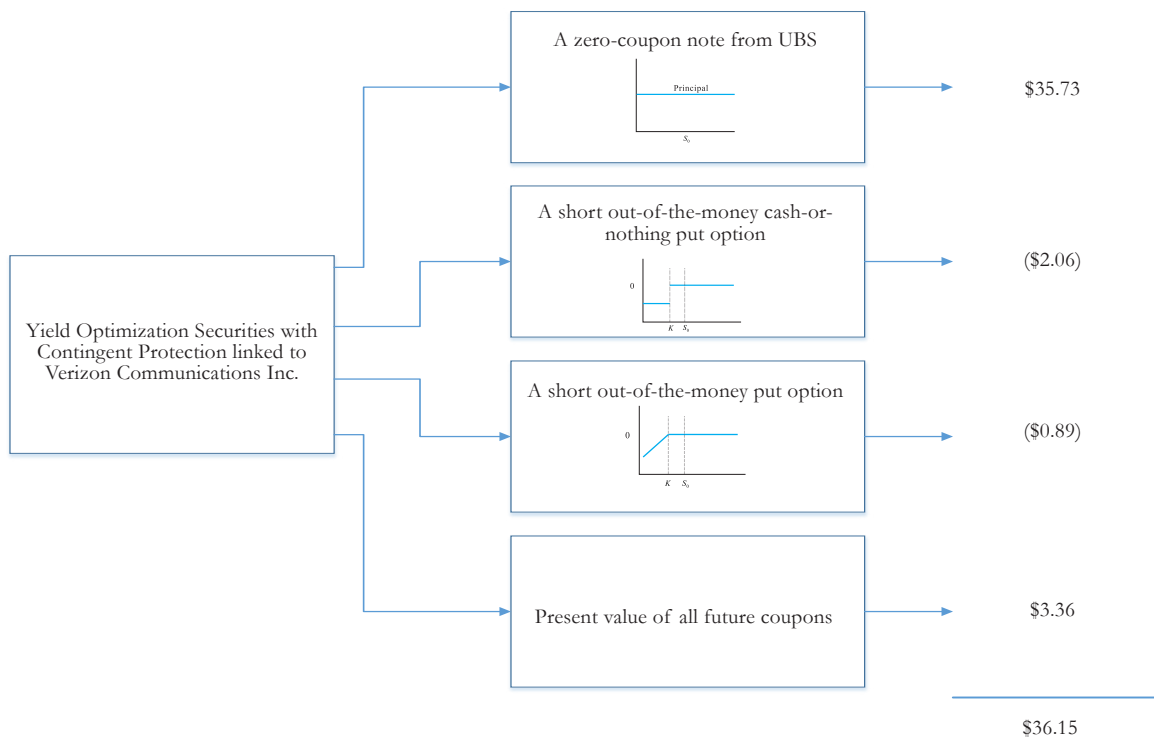 A zero-coupon note from UBS
Principal
S₀
$35.73
A short out-of-the-money cash-or-
nothing put option
0
K S₀
($2.06)
Yield Optimization Securities with
Contingent Protection linked to
Verizon Communications Inc.
A short out-of-the-money put option
0
K S₀
($0.89)
Present value of all future coupons
$3.36
$36.15